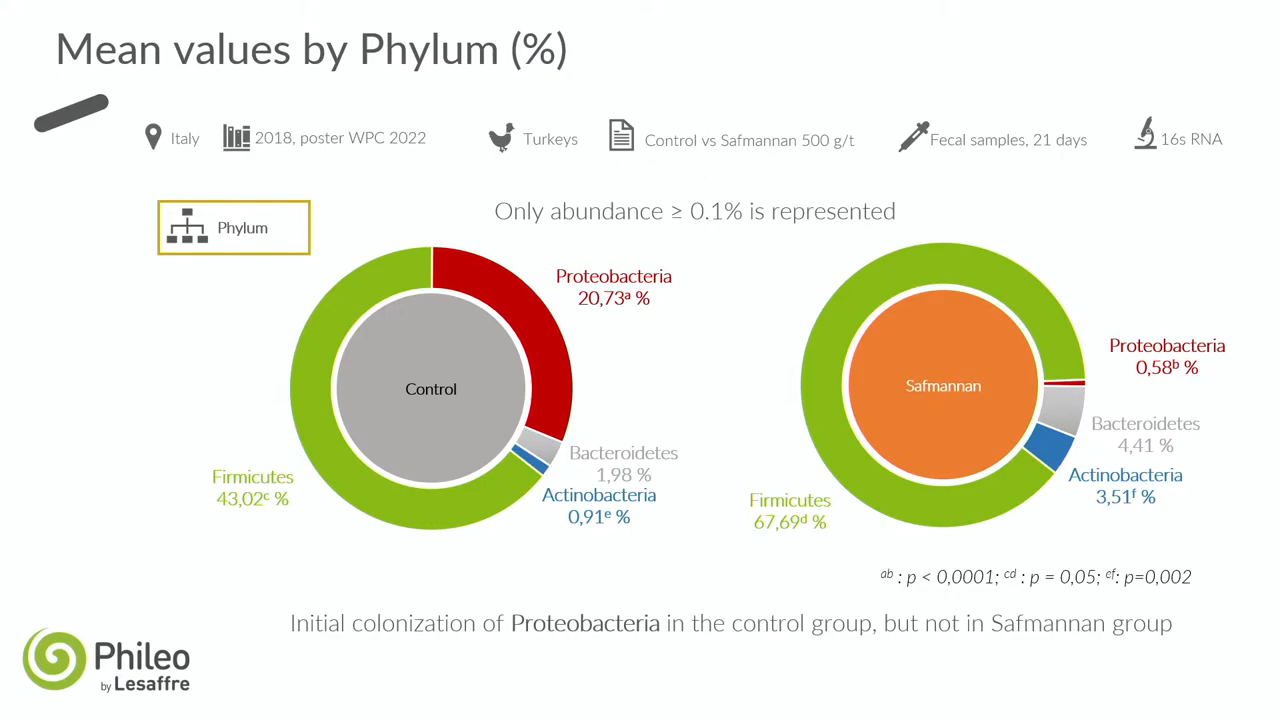 Mean values by Phylum (%)
Italy
2018, poster WPC 2022
Turkeys
Control vs Safmannan 500 g/t
Fecal samples, 21 days
16s RNA
Phylum
Only abundance ≥ 0.1% is represented
Proteobacteria
20,73ᵃ %
Control
Bacteroidetes
1,98 %
Actinobacteria
0,91ᵉ %
Firmicutes
43,02ᶜ %
Proteobacteria
0,58ᵇ %
Safmannan
Bacteroidetes
4,41 %
Actinobacteria
3,51ᶠ %
Firmicutes
67,69ᵈ %
ᵃᵇ : p < 0,0001; ᶜᵈ : p = 0,05; ᵉᶠ: p=0,002
Initial colonization of Proteobacteria in the control group, but not in Safmannan group
Phileo
by Lesaffre